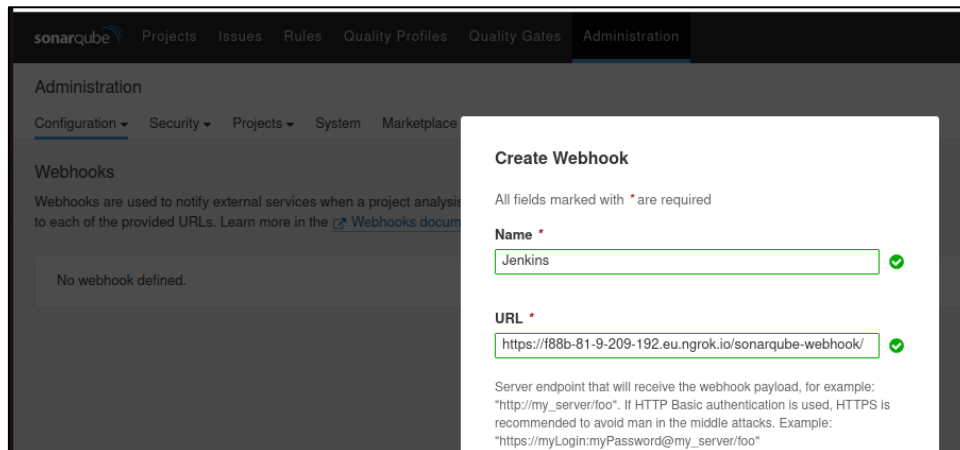 sonarqube Projects Issues Rules Quality Profiles Quality Gates Administration
Administration
Configuration Security Projects System Marketplace
Webhooks
Webhooks are used to notify external services when a project analysis
to each of the provided URLs. Learn more in the Webhooks docum
No webhook defined.
Create Webhook
All fields marked with * are required
Name *
Jenkins
URL *
https://f88b-81-9-209-192.eu.ngrok.io/sonarqube-webhook/
Server endpoint that will receive the webhook payload, for example:
"http://my_server/foo". If HTTP Basic authentication is used, HTTPS is
recommended to avoid man in the middle attacks. Example:
"https://myLogin:myPassword@my_server/foo"